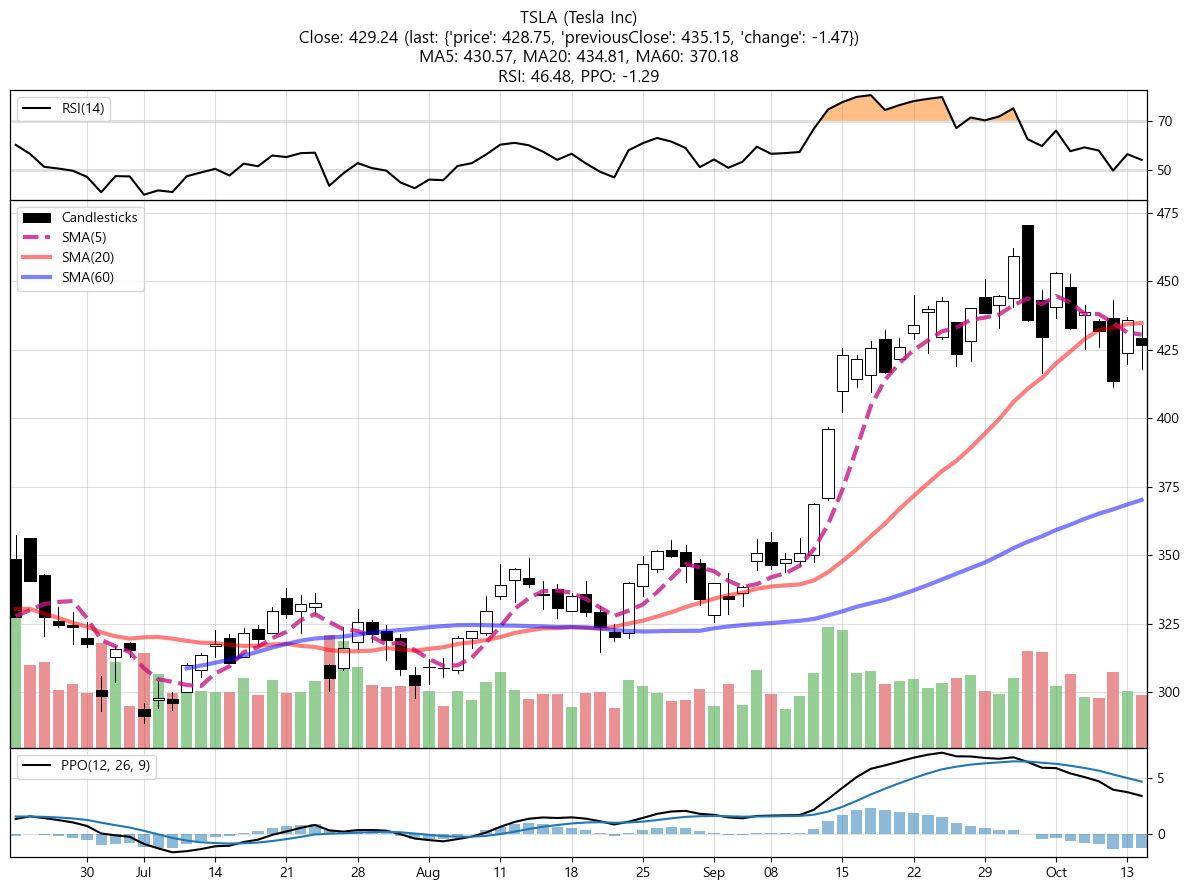 TSLA (Tesla Inc)
Close: 429.24 (last: {'price': 428.75, 'previousClose': 435.15, 'change': -1.47})
MA5: 430.57, MA20: 434.81, MA60: 370.18
RSI: 46.48, PPO: -1.29
RSI(14)
70
50
Candlesticks
SMA(5)
SMA(20)
SMA(60)
475
450
425
400
375
350
325
300
PPO(12, 26, 9)
5
0
30 Jul 14 21 28 Aug 11 18 25 Sep 08 15 22 29 Oct 13